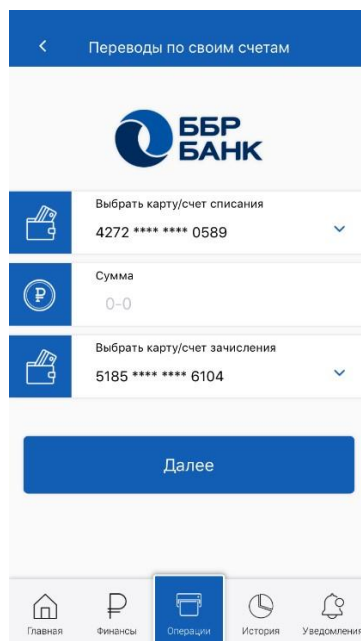 Переводы по своим счетам
ББР
БАНК
Выбрать карту/счет списания
4272 **** **** 0589
Сумма
0-0
Выбрать карту/счет зачисления
5185 **** **** 6104
Далее
Главная Финансы Операции История Уведомления